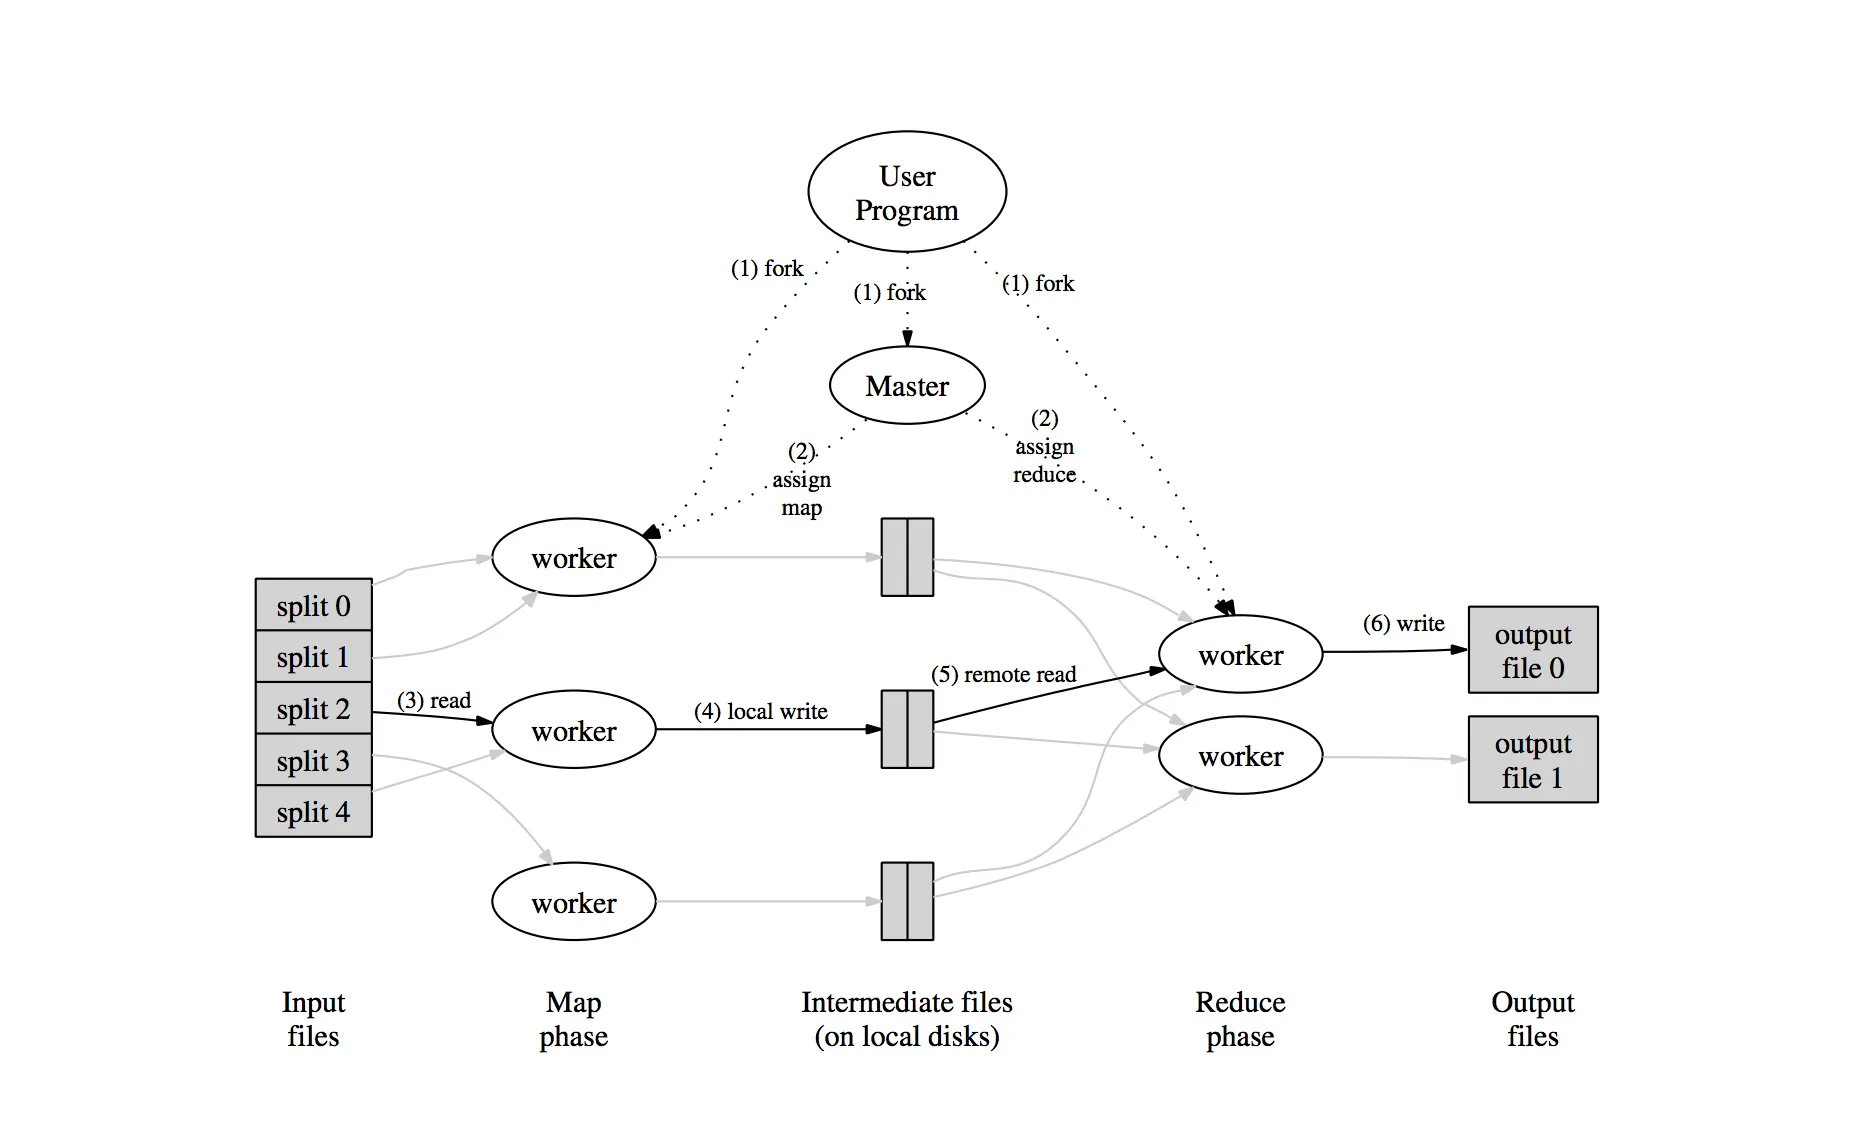 User
Program
(1) fork
(1) fork
(1) fork
Master
(2)
assign
map
(2)
assign
reduce
worker
split 0
split 1
split 2
split 3
split 4
(3) read
worker
(4) local write
(5) remote read
worker
(6) write
output
file 0
worker
output
file 1
worker
Input
files
Map
phase
Intermediate files
(on local disks)
Reduce
phase
Output
files